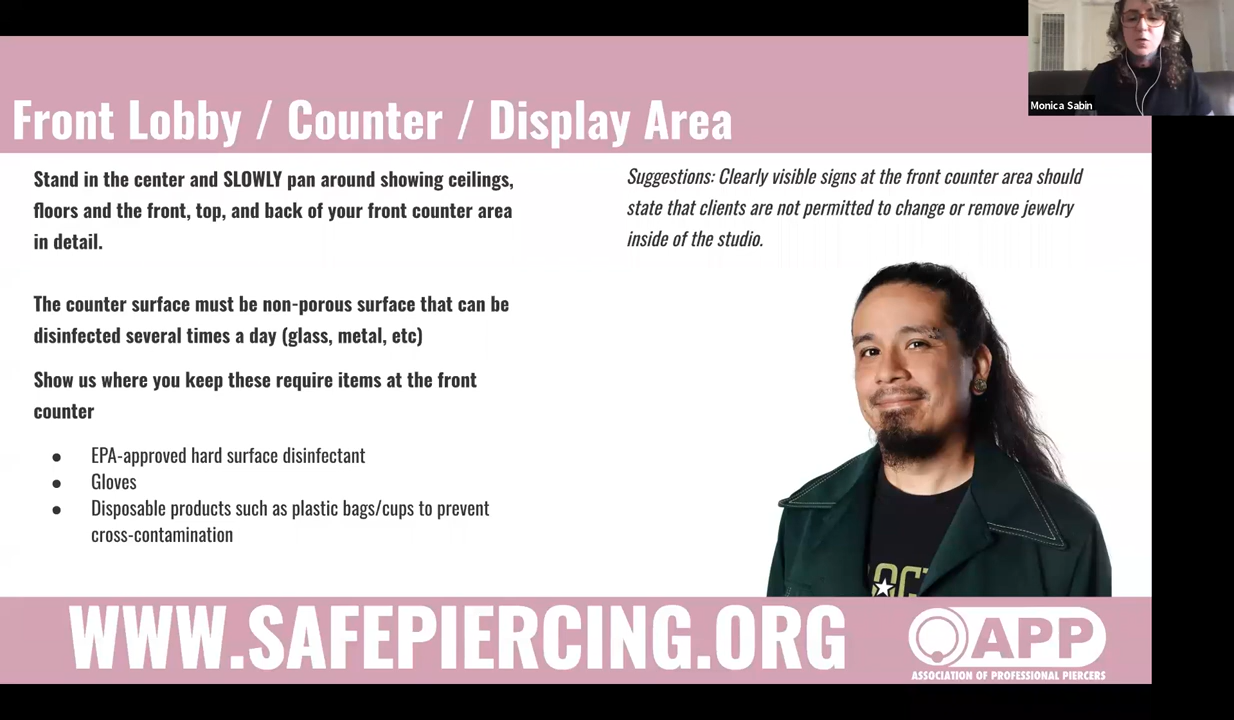 Monica Sabin
Front Lobby / Counter / Display Area
Stand in the center and SLOWLY pan around showing ceilings,
floors and the front, top, and back of your front counter area
in detail.
The counter surface must be non-porous surface that can be
disinfected several times a day (glass, metal, etc)
Show us where you keep these require items at the front
counter
● EPA-approved hard surface disinfectant
● Gloves
● Disposable products such as plastic bags/cups to prevent
cross-contamination
Suggestions: Clearly visible signs at the front counter area should
state that clients are not permitted to change or remove jewelry
inside of the studio.
WWW.SAFEPIERCING.ORG
APP
ASSOCIATION OF PROFESSIONAL PIERCERS